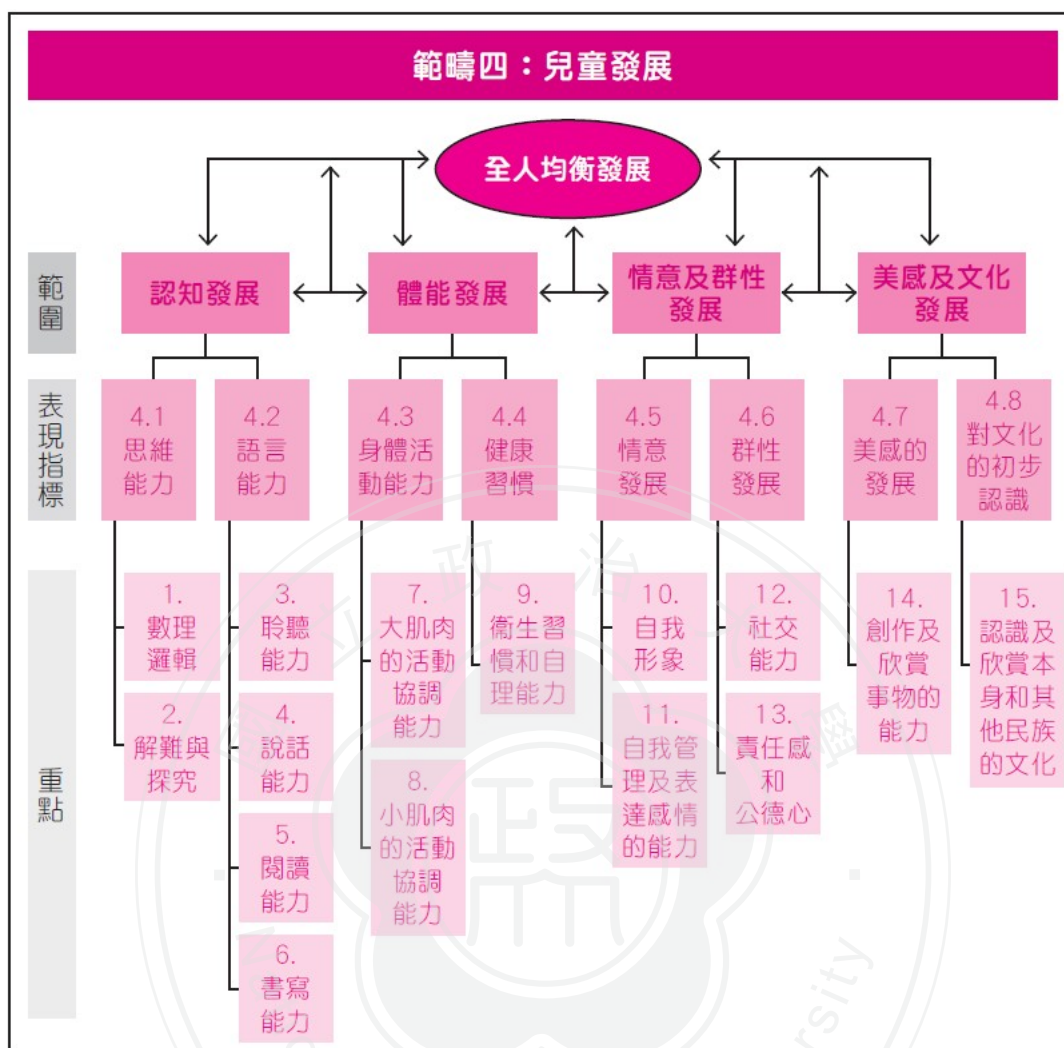 範疇四：兒童發展
全人均衡發展
範圍
認知發展
體能發展
情意及群性
發展
美感及文化
發展
表現指標
4.1
思維
能力
4.2
語言
能力
4.3
身體活
動能力
4.4
健康
習慣
4.5
情意
發展
4.6
群性
發展
4.7
美感的
發展
4.8
對文化
的初步
認識
重點
1.
數理
邏輯
2.
解難與
探究
3.
聆聽
能力
4.
說話
能力
5.
閱讀
能力
6.
書寫
能力
7.
大肌肉
的活動
協調
能力
8.
小肌肉
的活動
協調
能力
9.
衞生習
慣和自
理能力
10.
自我
形象
11.
自我管
理及表
達感情
的能力
12.
社交
能力
13.
責任感
和
公德心
14.
創作及
欣賞
事物的
能力
15.
認識及
欣賞本
身和其
他民族
的文化
立政治大學